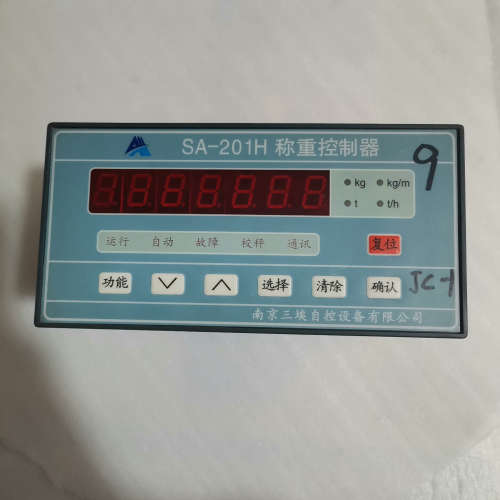 SA-201H 称重控制器
9
kg kg/m
t t/h
运行 自动 故障 校秤 通讯
复位
功能 选择 清除 确认
JC-1
南京三埃自控设备有限公司